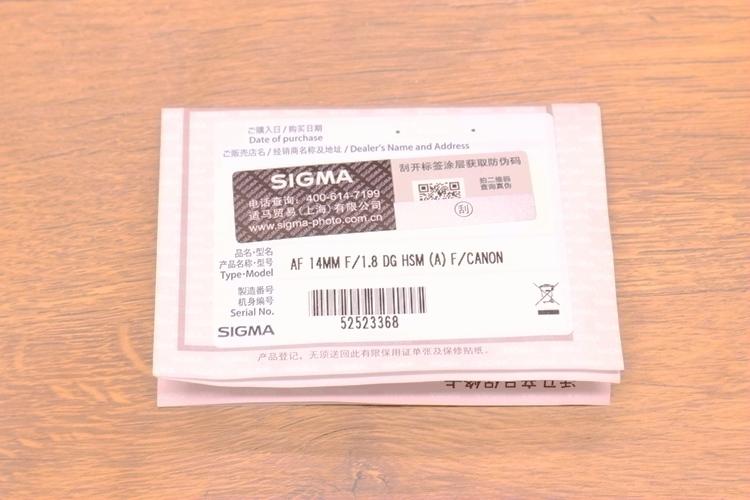 ご購入日/购买日期
Date of purchase
ご販売店名/经销商名称及地址/Dealer's Name and Address
SIGMA
电话查询:400-614-7199
适马贸易(上海)有限公司
www.sigma-photo.com.cn
刮开标签涂层获取防伪码
拍二维码
查询真伪
刮
品名·型名
产品名称·型号
Type·Model
AF 14MM F/1.8 DG HSM (A) F/CANON
製造番号
机身编号
Serial No.
52523368
SIGMA
产品登记，无须送回此有限保用证单张及保修贴纸。